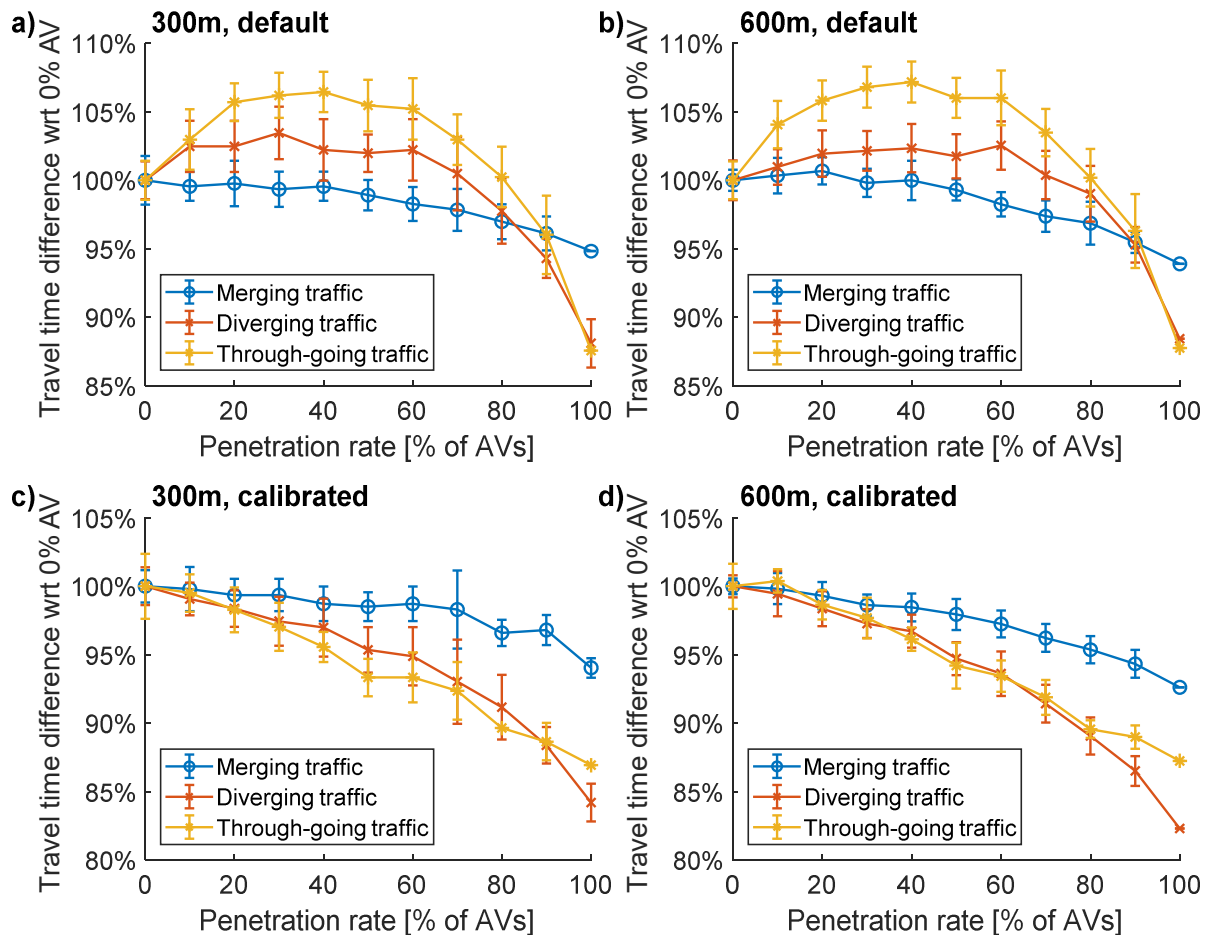 a) 300m, default
Travel time difference wrt 0% AV
110%
105%
100%
95%
90%
85%
Merging traffic
Diverging traffic
Through-going traffic
0 20 40 60 80 100
Penetration rate [% of AVs]
b) 600m, default
Travel time difference wrt 0% AV
110%
105%
100%
95%
90%
85%
Merging traffic
Diverging traffic
Through-going traffic
0 20 40 60 80 100
Penetration rate [% of AVs]
c) 300m, calibrated
Travel time difference wrt 0% AV
105%
100%
95%
90%
85%
80%
Merging traffic
Diverging traffic
Through-going traffic
0 20 40 60 80 100
Penetration rate [% of AVs]
d) 600m, calibrated
Travel time difference wrt 0% AV
105%
100%
95%
90%
85%
80%
Merging traffic
Diverging traffic
Through-going traffic
0 20 40 60 80 100
Penetration rate [% of AVs]